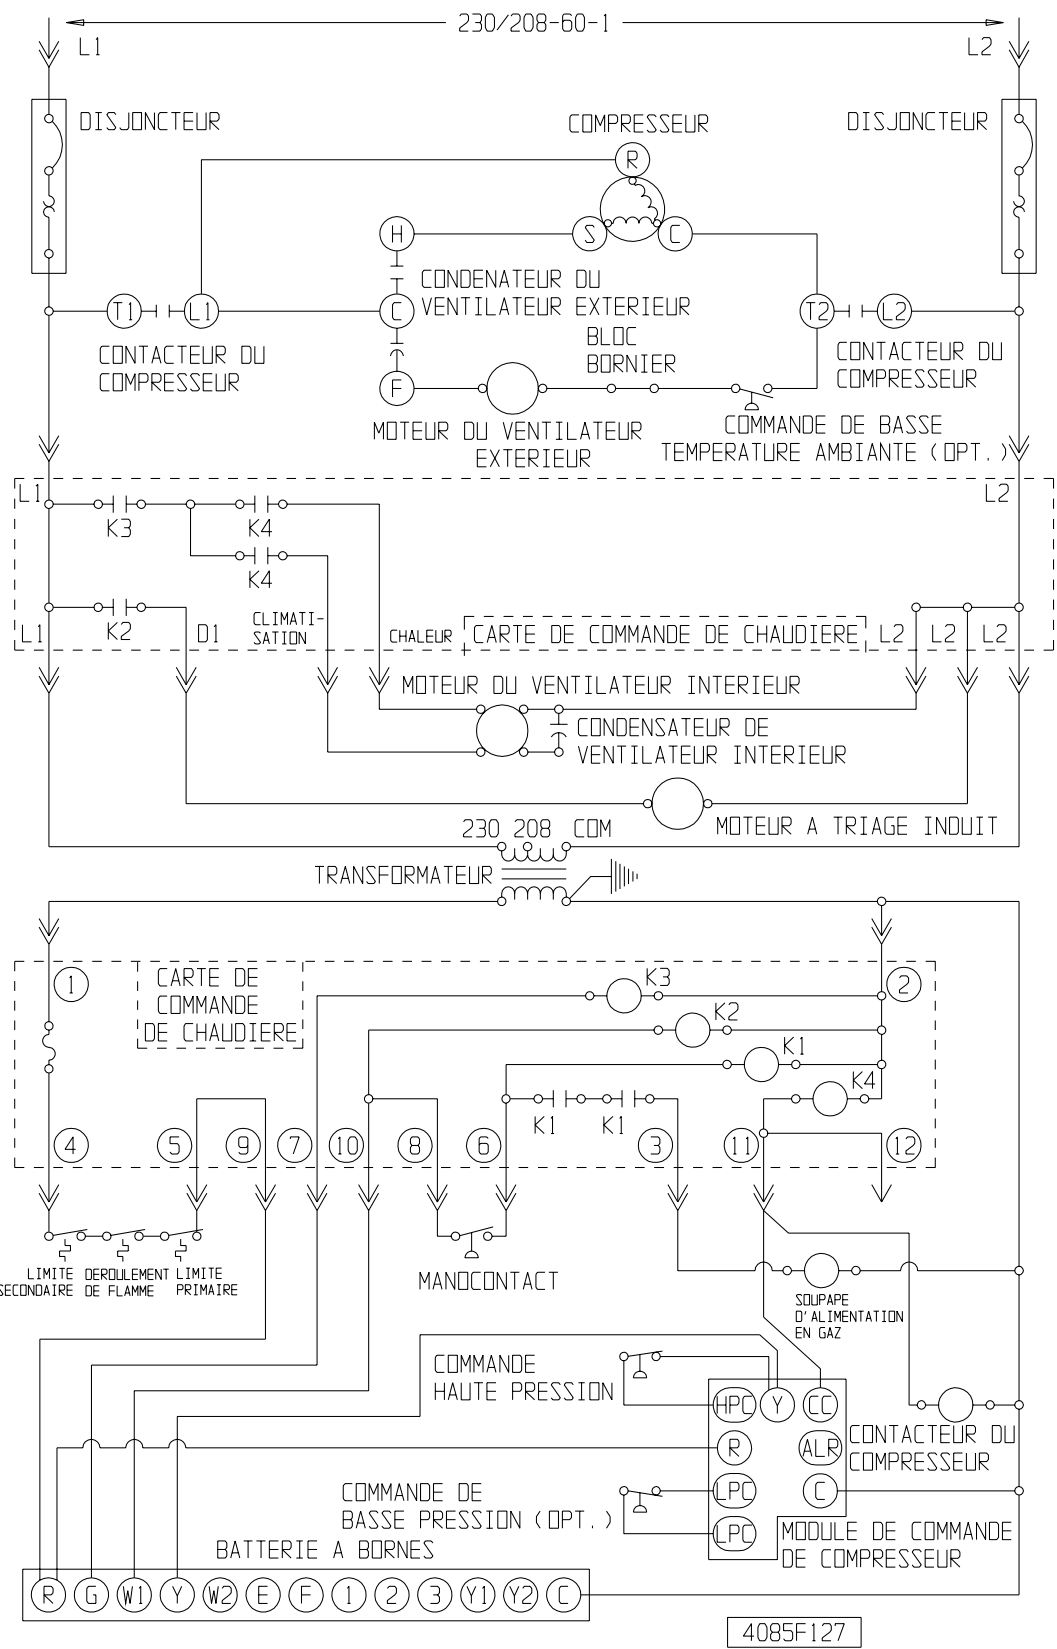 230/208-60-1
L1
L2
DISJONCTEUR
COMPRESSEUR
DISJONCTEUR
R
H
S
C
CONDENATEUR DU
VENTILATEUR EXTERIEUR
T1
L1
C
T2
L2
BLOC
BORNIER
CONTACTEUR DU
COMPRESSEUR
CONTACTEUR DU
COMPRESSEUR
F
MOTEUR DU VENTILATEUR
EXTERIEUR
COMMANDE DE BASSE
TEMPERATURE AMBIANTE (OPT.)
L1
L2
K3
K4
K4
L1
K2
D1
CLIMATI-
SATION
CHALEUR
CARTE DE COMMANDE DE CHAUDIERE
L2
L2
L2
MOTEUR DU VENTILATEUR INTERIEUR
CONDENSATEUR DE
VENTILATEUR INTERIEUR
230 208 COM
MOTEUR A TRIAGE INDUIT
TRANSFORMATEUR
1
CARTE DE
COMMANDE
DE CHAUDIERE
K3
2
K2
K1
K4
K1
K1
4
5
9
7
10
8
6
3
11
12
LIMITE
SECONDAIRE
DEROULEMENT
DE FLAMME
LIMITE
PRIMAIRE
MANOCONTACT
SOUPAPE
D'ALIMENTATION
EN GAZ
COMMANDE
HAUTE PRESSION
HPC
Y
CC
R
ALR
CONTACTEUR DU
COMPRESSEUR
COMMANDE DE
BASSE PRESSION (OPT.)
LPC
C
LPC
MODULE DE COMMANDE
DE COMPRESSEUR
BATTERIE A BORNES
R G W1 Y W2 E F 1 2 3 Y1 Y2 C
4085F127